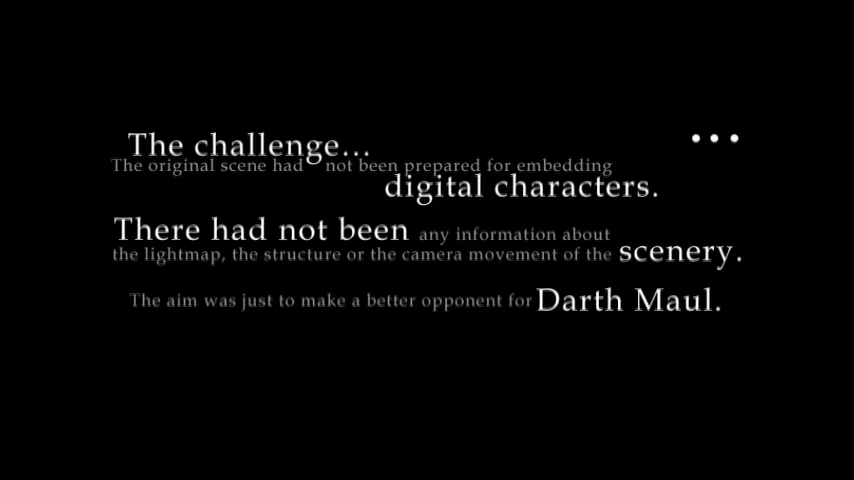 The challenge... ...
The original scene had not been prepared for embedding
digital characters.
There had not been any information about
the lightmap, the structure or the camera movement of the scenery.
The aim was just to make a better opponent for Darth Maul.